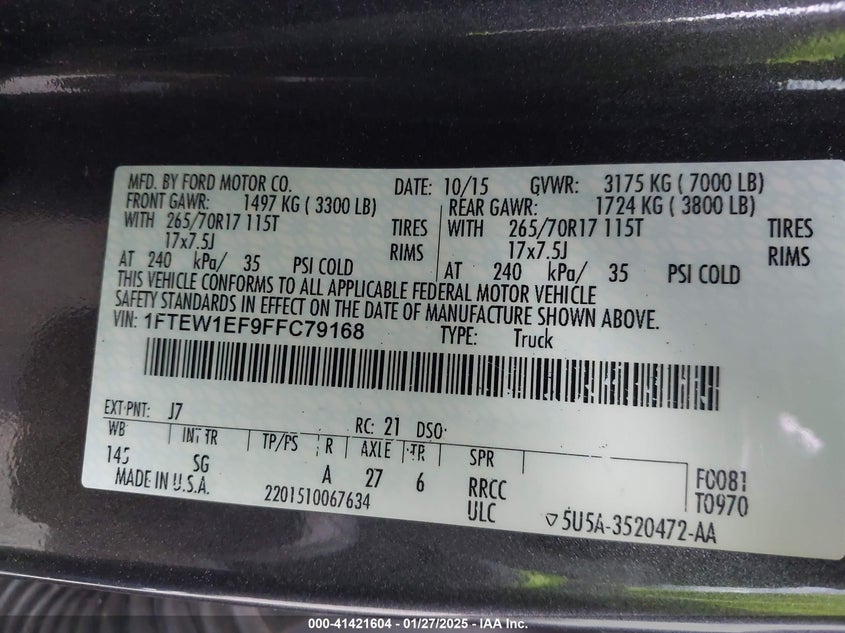 MFD. BY FORD MOTOR CO. DATE: 10/15 GVWR: 3175 KG ( 7000 LB)
FRONT GAWR: 1497 KG ( 3300 LB) REAR GAWR: 1724 KG ( 3800 LB)
WITH 265/70R17 115T TIRES WITH 265/70R17 115T TIRES
17x7.5J RIMS 17x7.5J RIMS
AT 240 kPa/ 35 PSI COLD AT 240 kPa/ 35 PSI COLD
THIS VEHICLE CONFORMS TO ALL APPLICABLE FEDERAL MOTOR VEHICLE
SAFETY STANDARDS IN EFFECT ON THE DATE OF MANUFACTURE SHOWN ABOVE.
VIN: 1FTEW1EF9FFC79168 TYPE: Truck
EXT PNT: J7 RC: 21 DSO:
WB INT TR TP/PS R AXLE TR SPR
145 SG A 27 6 RRCC F0081
MADE IN U.S.A. 2201510067634 ULC T0970
▽5U5A-3520472-AA
000-41421604 | 01/27/2025 - IAA Inc.